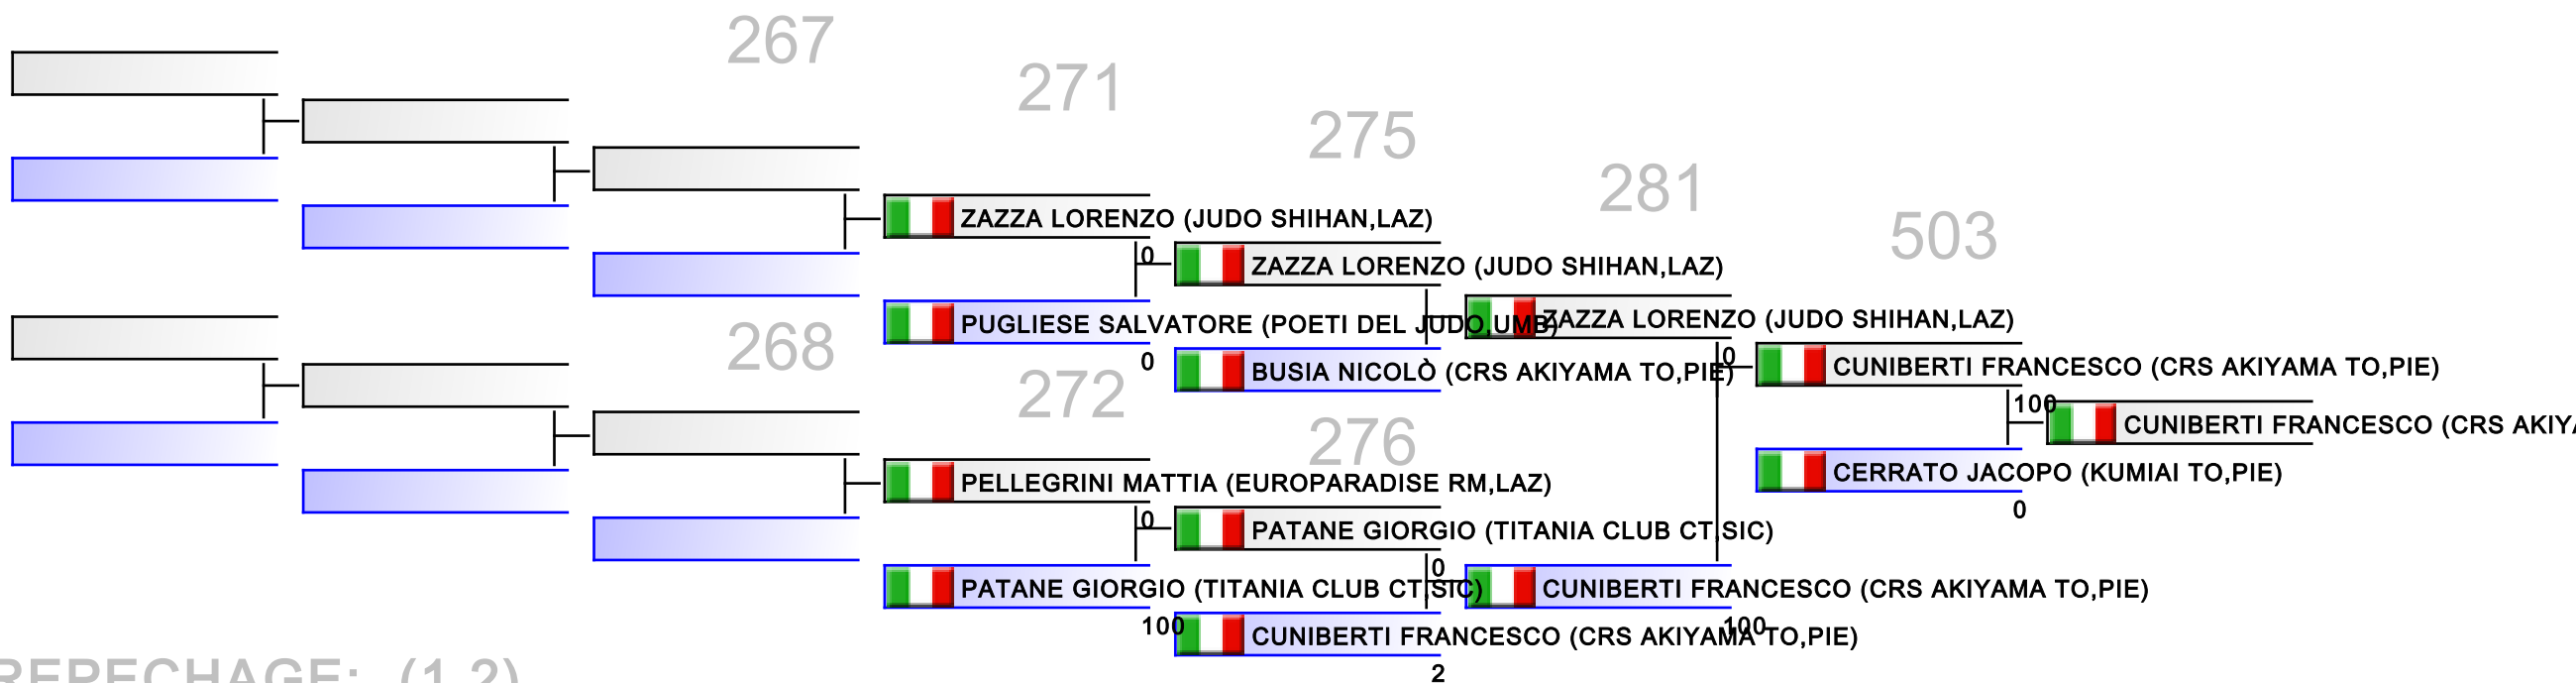 267
271
275
281
503
ZAZZA LORENZO (JUDO SHIHAN,LAZ)
0
ZAZZA LORENZO (JUDO SHIHAN,LAZ)
PUGLIESE SALVATORE (POETI DEL JUDO,UMB)
0
ZAZZA LORENZO (JUDO SHIHAN,LAZ)
0
BUSIA NICOLÒ (CRS AKIYAMA TO,PIE)
CUNIBERTI FRANCESCO (CRS AKIYAMA TO,PIE)
100
268
272
276
CUNIBERTI FRANCESCO (CRS AKIYA
CERRATO JACOPO (KUMIAI TO,PIE)
0
PELLEGRINI MATTIA (EUROPARADISE RM,LAZ)
0
PATANE GIORGIO (TITANIA CLUB CT,SIC)
0
PATANE GIORGIO (TITANIA CLUB CT,SIC)
100
CUNIBERTI FRANCESCO (CRS AKIYAMA TO,PIE)
100
CUNIBERTI FRANCESCO (CRS AKIYAMA TO,PIE)
2
REPECHAGE: (1,2)